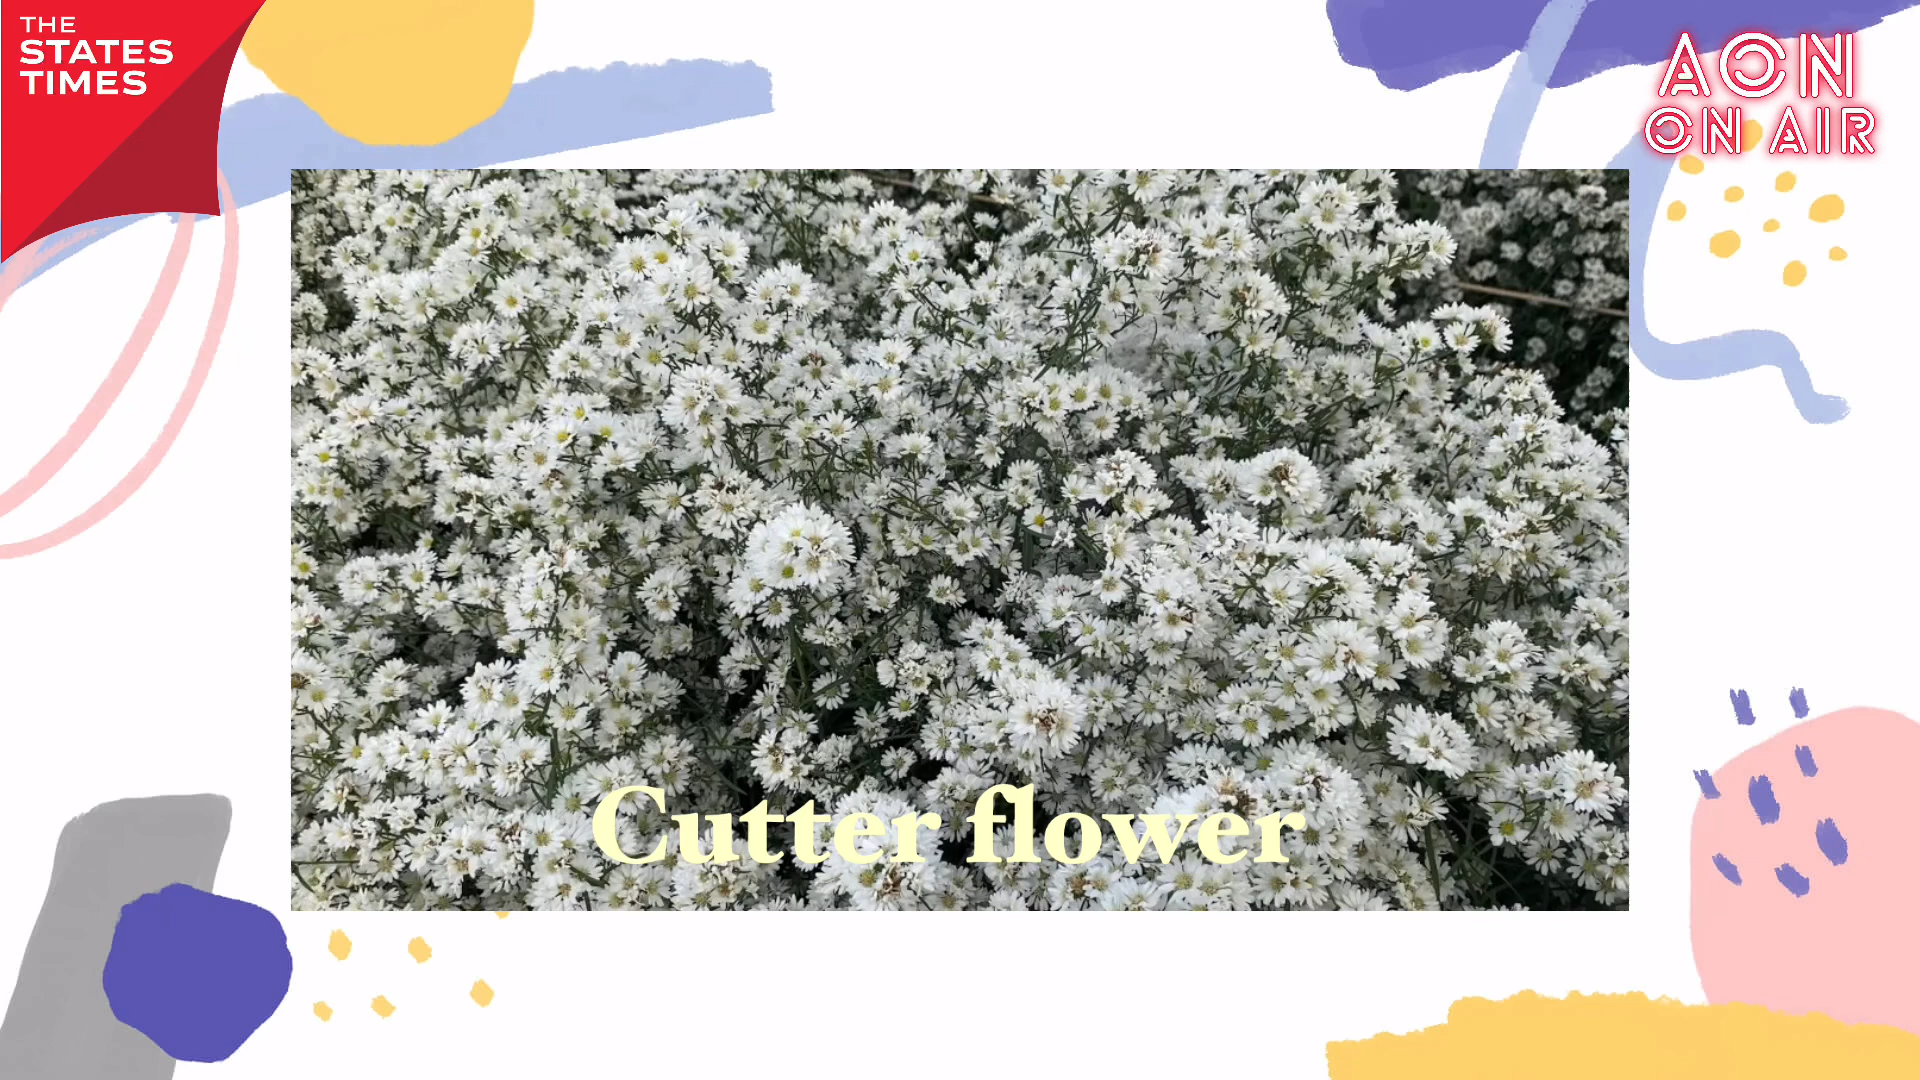 THE
STATES
TIMES
AON
ON AIR
Cutter flower